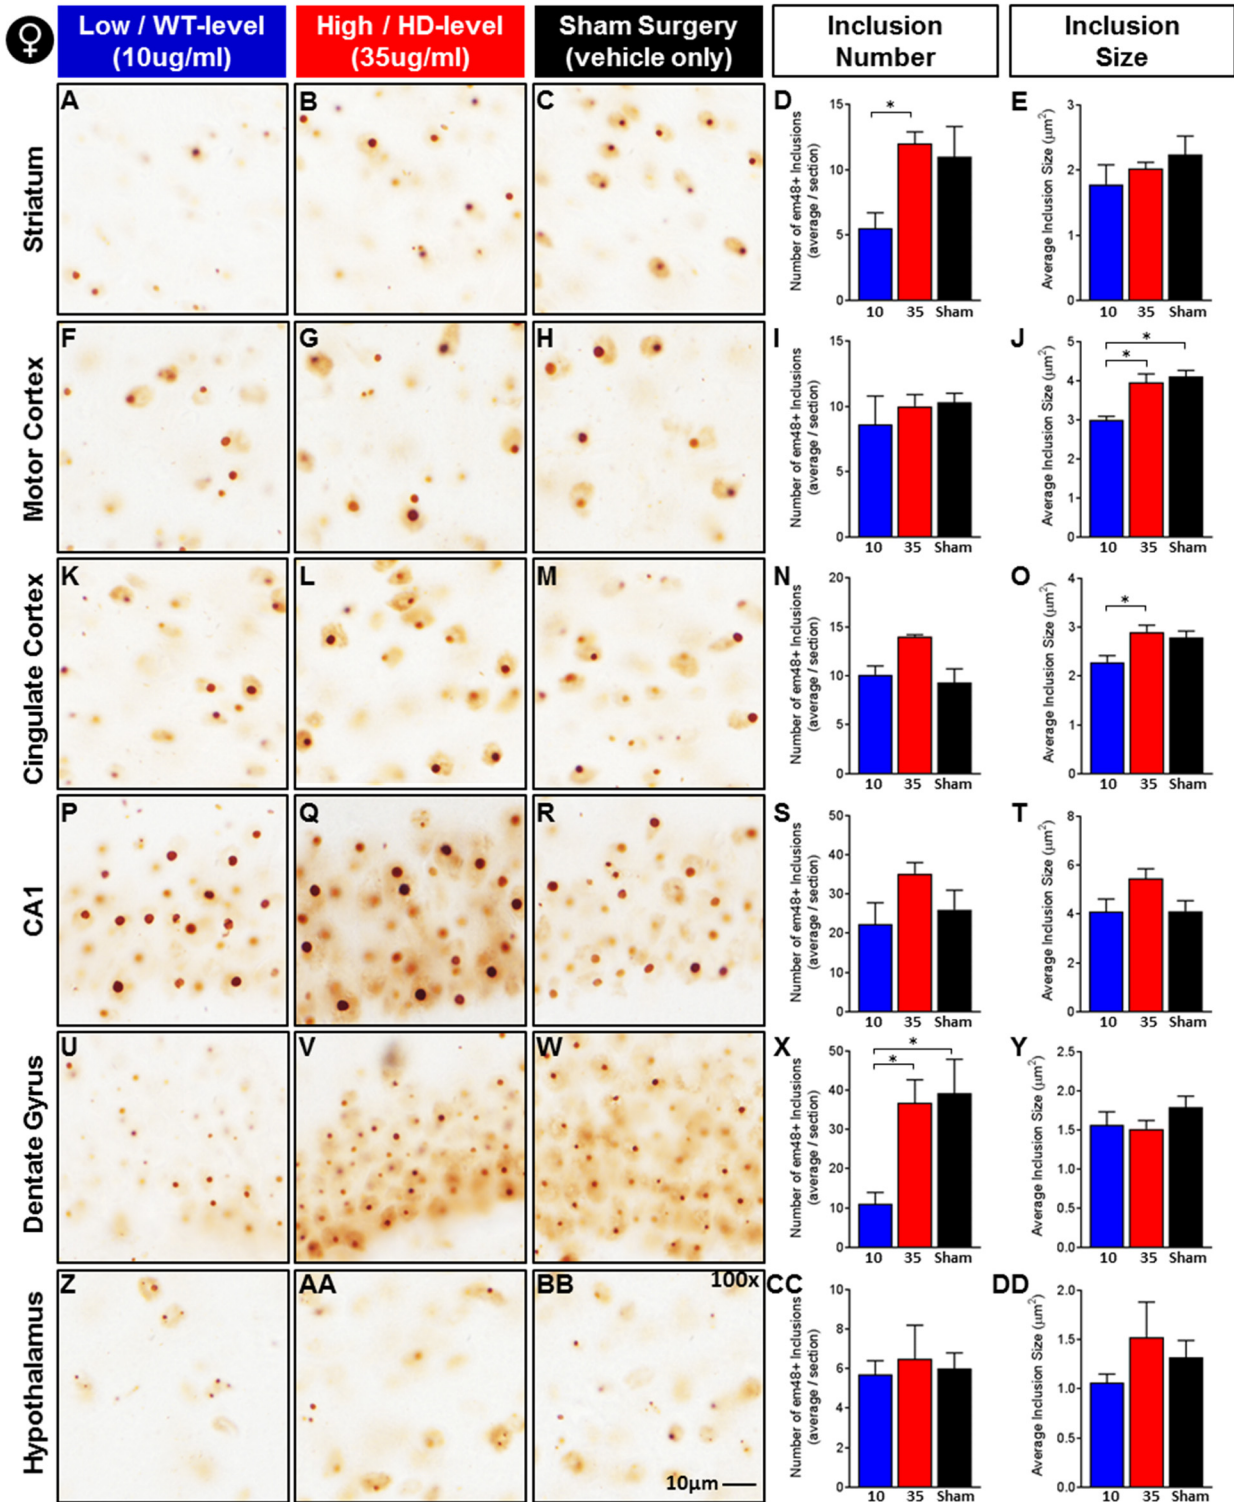 Low / WT-level
(10ug/ml)
High / HD-level
(35ug/ml)
Sham Surgery
(vehicle only)
Inclusion
Number
Inclusion
Size
Striatum
A
B
C
D
Number of em48+ Inclusions
(average / section)
15
10
5
0
*
10
35
Sham
E
Average Inclusion Size (µm²)
3
2
1
0
10
35
Sham
Motor Cortex
F
G
H
I
Number of em48+ Inclusions
(average / section)
15
10
5
0
10
35
Sham
J
Average Inclusion Size (µm²)
5
4
3
2
1
0
*
*
10
35
Sham
Cingulate Cortex
K
L
M
N
Number of em48+ Inclusions
(average / section)
20
15
10
5
0
10
35
Sham
O
Average Inclusion Size (µm²)
4
3
2
1
0
*
10
35
Sham
CA1
P
Q
R
S
Number of em48+ Inclusions
(average / section)
50
40
30
20
10
0
10
35
Sham
T
Average Inclusion Size (µm²)
8
6
4
2
0
10
35
Sham
Dentate Gyrus
U
V
W
X
Number of em48+ Inclusions
(average / section)
50
40
30
20
10
0
*
*
10
35
Sham
Y
Average Inclusion Size (µm²)
2.5
2.0
1.5
1.0
0.5
0.0
10
35
Sham
Hypothalamus
Z
AA
BB
100x
10µm
CC
Number of em48+ Inclusions
(average / section)
10
8
6
4
2
0
10
35
Sham
DD
Average Inclusion Size (µm²)
2.0
1.5
1.0
0.5
0.0
10
35
Sham